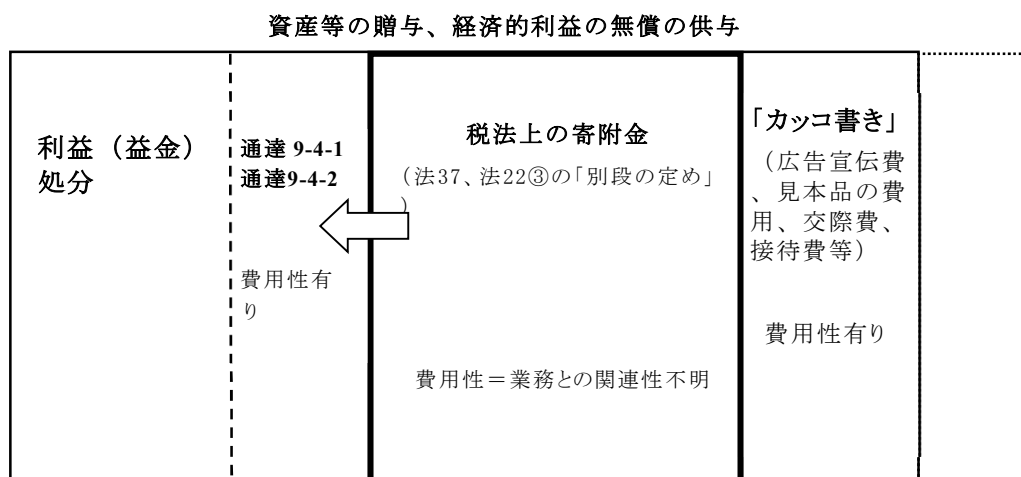 資産等の贈与、経済的利益の無償の供与
利益（益金）
処分
通達 9-4-1
通達9-4-2
費用性有
り
税法上の寄附金
（法37、法22③の「別段の定め」
）
費用性＝業務との関連性不明
「カッコ書き」
（広告宣伝費
、見本品の費
用、交際費、
接待費等）
費用性有り